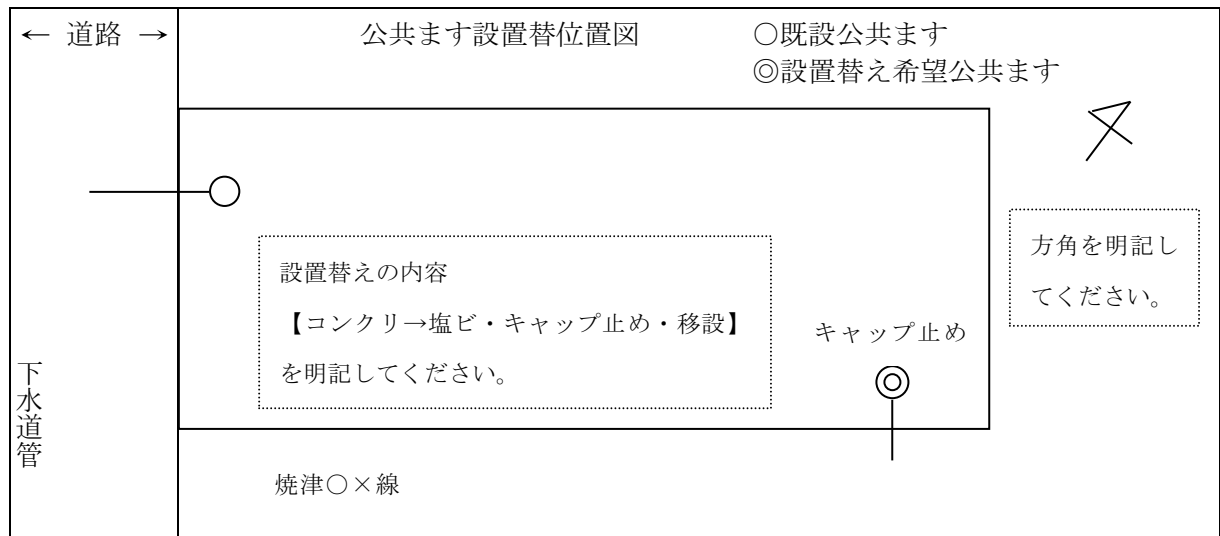 ← 道路 →
公共ます設置替位置図
○既設公共ます
◎設置替え希望公共ます
方角を明記し
てください。
設置替えの内容
【コンクリ→塩ビ・キャップ止め・移設】
を明記してください。
キャップ止め
下水道管
焼津○×線